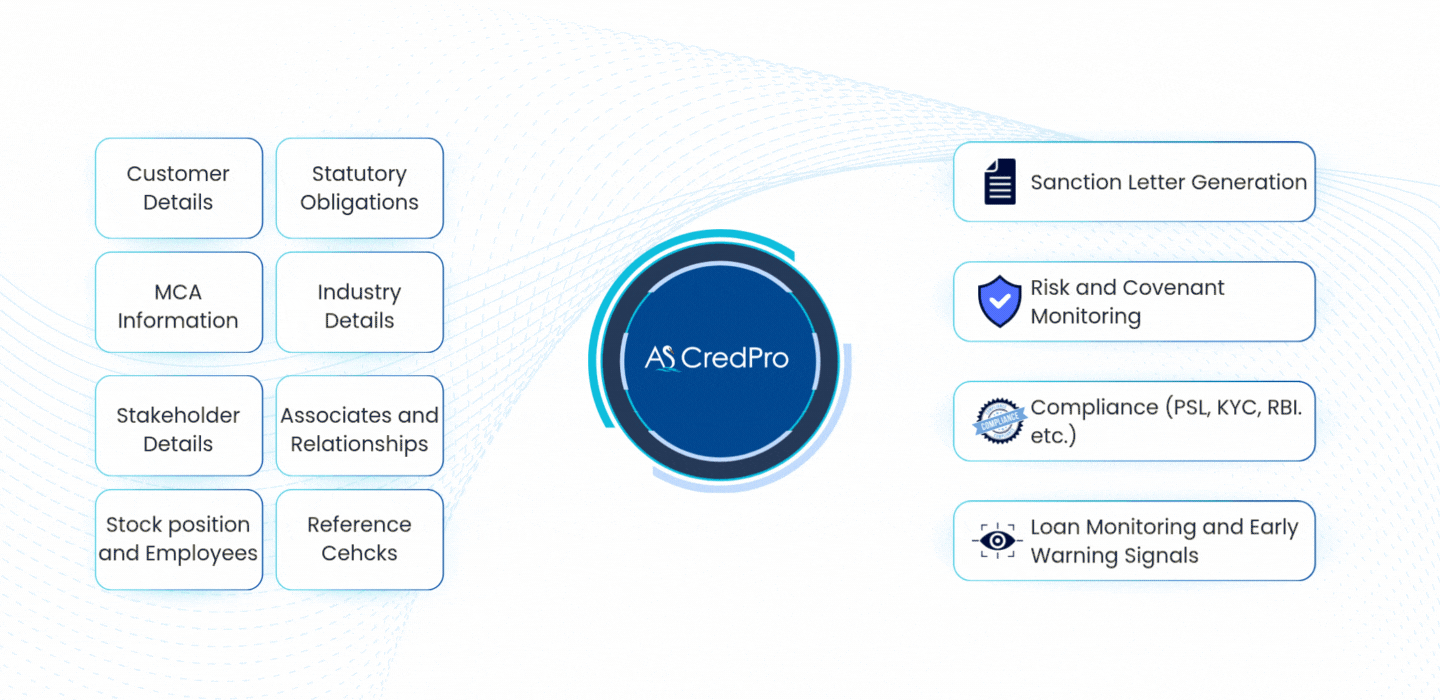 Customer
Details
Statutory
Obligations
MCA
Information
Industry
Details
Stakeholder
Details
Associates and
Relationships
Stock position
and Employees
Reference
Cehcks
AS CredPro
Sanction Letter Generation
Risk and Covenant
Monitoring
COMPLIANCE
Compliance (PSL, KYC, RBI.
etc.)
Loan Monitoring and Early
Warning Signals